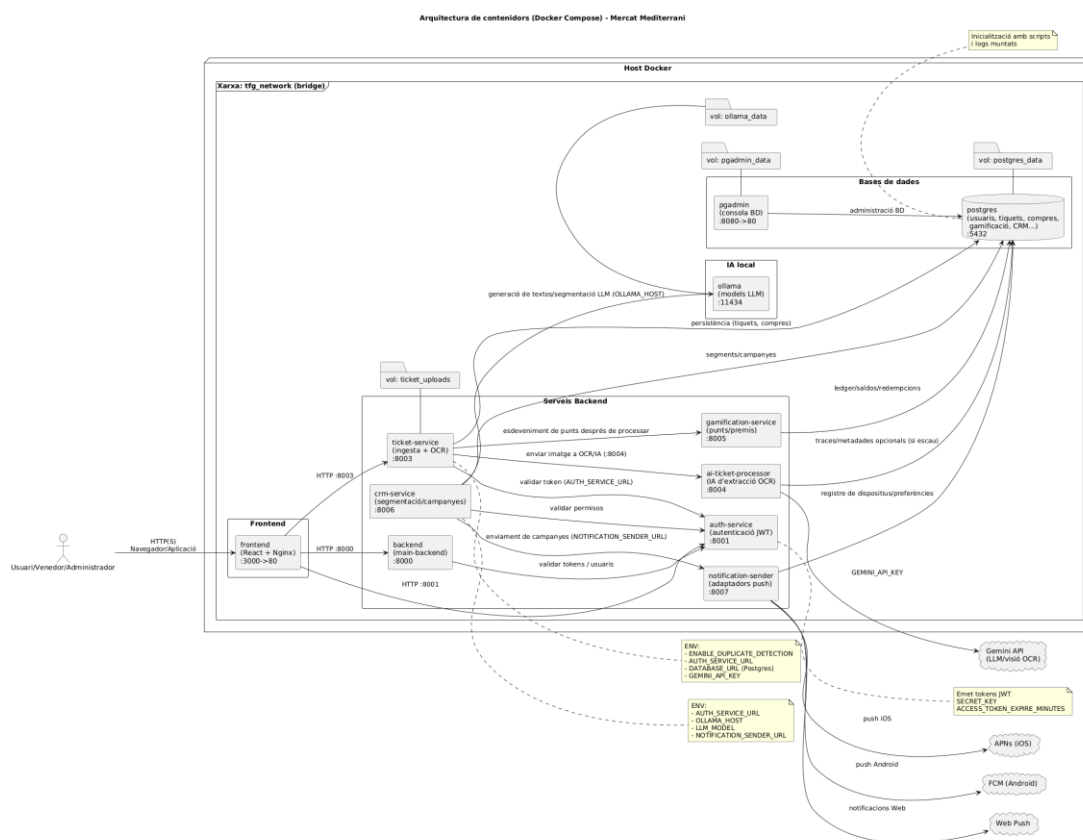 Arquitectura de contenidors (Docker Compose) - Mercat Mediterrani
Inicialització amb scripts
i logs muntats
Host Docker
Xarxa: tfg_network (bridge)
vol: ollama_data
vol: pgadmin_data
vol: postgres_data
Bases de dades
pgadmin
(consola BD)
:8080->80
administració BD
postgres
(usuaris, tiquets, compres,
gamificació, CRM...)
:5432
IA local
ollama
(models LLM)
:11434
generació de textos/segmentació LLM (OLLAMA_HOST)
persistència (tiquets, compres)
segments/campanyes
vol: ticket_uploads
Serveis Backend
ledger/saldos/redempcions
ticket-service
(ingesta + OCR)
:8003
esdeveniment de punts després de processar
gamification-service
(punts/premis)
:8005
traces/metadades opcionals (si escau)
enviar imatge a OCR/IA (:8004)
HTTP :8003
ai-ticket-processor
(IA d'extracció OCR)
:8004
validar token (AUTH_SERVICE_URL)
registre de dispositius/preferències
crm-service
(segmentació/campanyes)
:8006
validar permisos
auth-service
(autenticació JWT)
:8001
Frontend
frontend
(React + Nginx)
:3000->80
HTTP(S)
Navegador/Aplicació
Usuari/Venedor/Administrador
HTTP :8000
backend
(main-backend)
:8000
enviament de campanyes (NOTIFICATION_SENDER_URL)
validar tokens / usuaris
HTTP :8001
notification-sender
(adaptadors push)
:8007
GEMINI_API_KEY
Gemini API
(LLM/visió OCR)
ENV:
- ENABLE_DUPLICATE_DETECTION
- AUTH_SERVICE_URL
- DATABASE_URL (Postgres)
- GEMINI_API_KEY
Emet tokens JWT
SECRET_KEY
ACCESS_TOKEN_EXPIRE_MINUTES
ENV:
- AUTH_SERVICE_URL
- OLLAMA_HOST
- LLM_MODEL
- NOTIFICATION_SENDER_URL
push iOS
APNs (iOS)
push Android
FCM (Android)
notificacions Web
Web Push